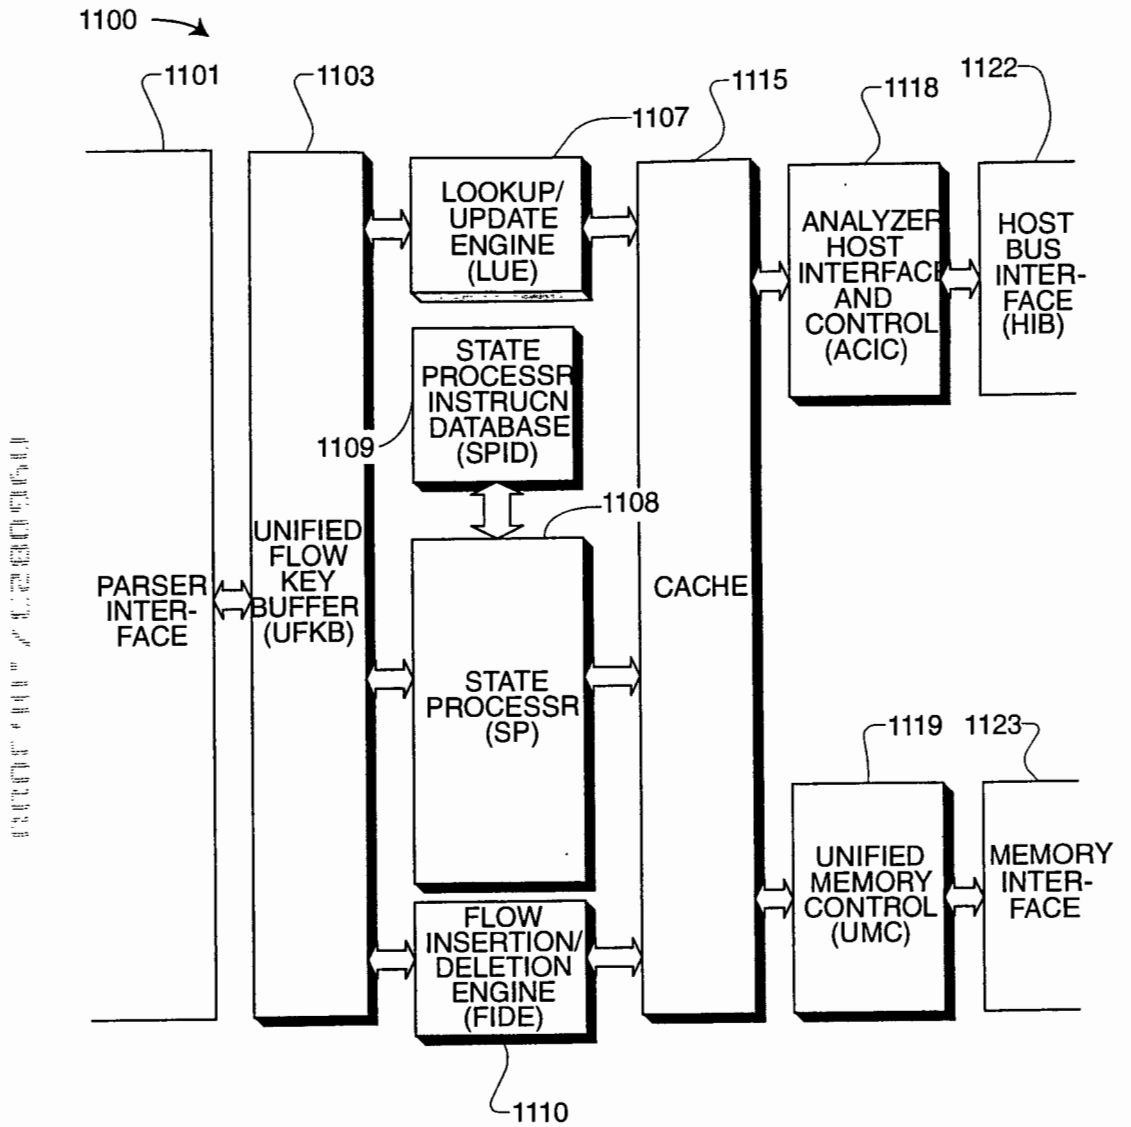 1100
1101
1103
1107
1115
1118
1122
LOOKUP/
UPDATE
ENGINE
(LUE)
ANALYZER
HOST
INTERFACE
AND
CONTROL
(ACIC)
HOST
BUS
INTER-
FACE
(HIB)
STATE
PROCESSR
INSTRUCN
DATABASE
(SPID)
1109
1108
PARSER
INTER-
FACE
UNIFIED
FLOW
KEY
BUFFER
(UFKB)
CACHE
STATE
PROCESSR
(SP)
1119
1123
UNIFIED
MEMORY
CONTROL
(UMC)
MEMORY
INTER-
FACE
FLOW
INSERTION/
DELETION
ENGINE
(FIDE)
1110